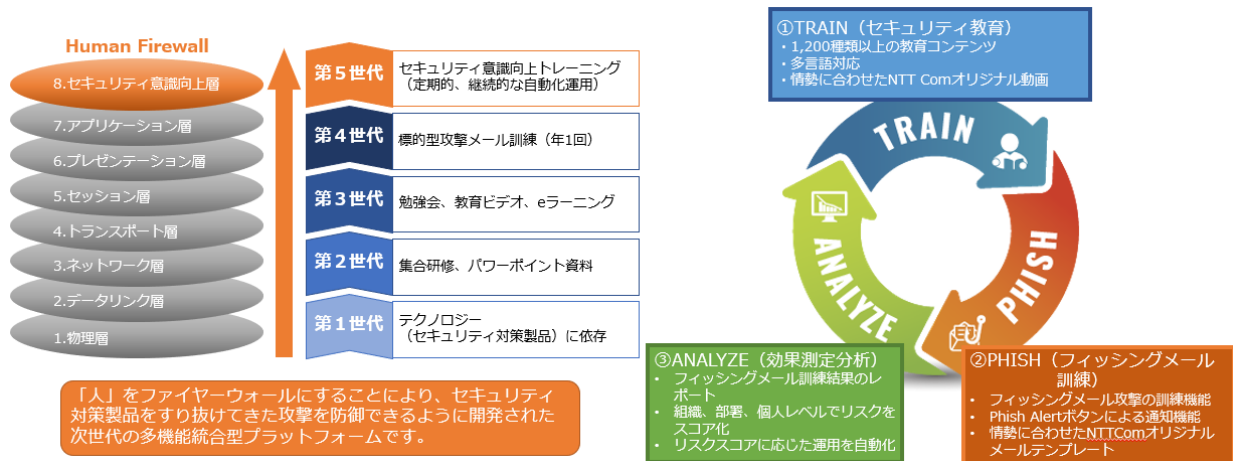 Human Firewall
8.セキュリティ意識向上層
7.アプリケーション層
6.プレゼンテーション層
5.セッション層
4.トランスポート層
3.ネットワーク層
2.データリンク層
1.物理層
第５世代
セキュリティ意識向上トレーニング
（定期的、継続的な自動化運用）
第４世代
標的型攻撃メール訓練（年1回）
第３世代
勉強会、教育ビデオ、eラーニング
第２世代
集合研修、パワーポイント資料
第１世代
テクノロジー
（セキュリティ対策製品）に依存
「人」をファイヤーウォールにすることにより、セキュリティ
対策製品をすり抜けてきた攻撃を防御できるように開発された
次世代の多機能統合型プラットフォームです。
①TRAIN（セキュリティ教育）
・1,200種類以上の教育コンテンツ
・多言語対応
・情勢に合わせたNTT Comオリジナル動画
TRAIN
PHISH
ANALYZE
③ANALYZE（効果測定分析）
• フィッシングメール訓練結果のレ
ポート
• 組織、部署、個人レベルでリスクを
スコア化
• リスクスコアに応じた運用を自動化
②PHISH（フィッシングメール
訓練）
• フィッシングメール攻撃の訓練機能
• Phish Alertボタンによる通知機能
• 情勢に合わせたNTTComオリジナル
メールテンプレート